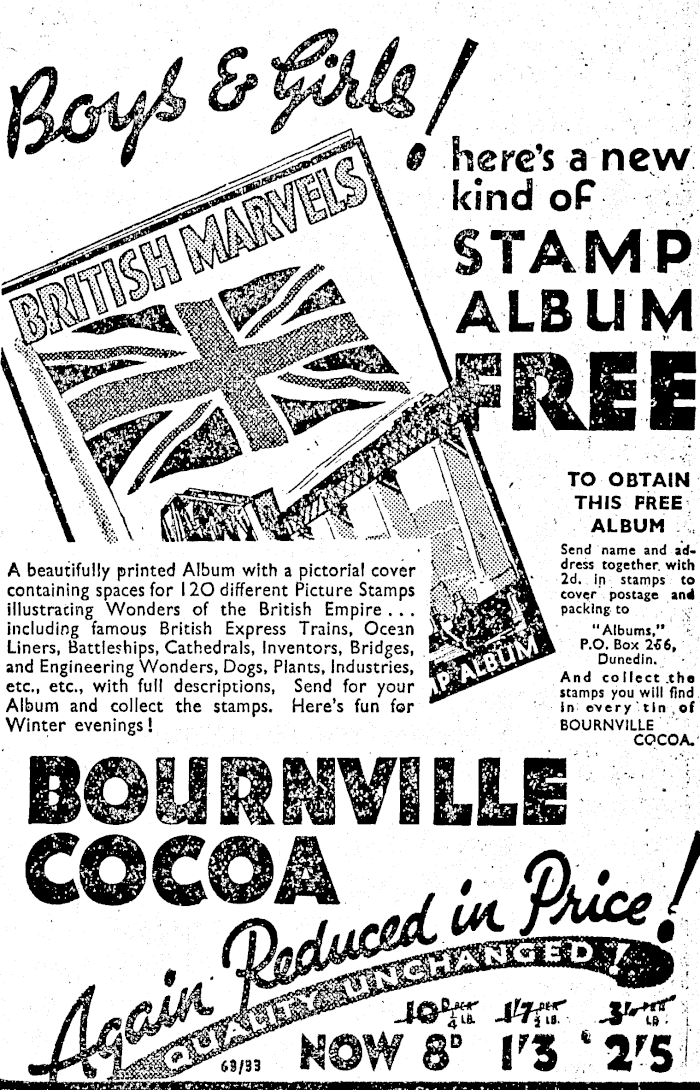 Boys & Girls!
BRITISH MARVELS
here's a new
kind of
STAMP
ALBUM
FREE
TO OBTAIN
THIS FREE
ALBUM
Send name and ad-
dress together with
2d. in stamps to
cover postage and
packing to
"Albums,"
P.O. Box 266,
Dunedin.
And collect the
stamps you will find
in every tin of
BOURNVILLE
COCOA.
A beautifully printed Album with a pictorial cover
containing spaces for 120 different Picture Stamps
illustrating Wonders of the British Empire . . .
including famous British Express Trains, Ocean
Liners, Battleships, Cathedrals, Inventors, Bridges,
and Engineering Wonders, Dogs, Plants, Industries,
etc., etc., with full descriptions, Send for your
Album and collect the stamps. Here's fun for
Winter evenings!
MP ALBUM
BOURNVILLE
COCOA
Again Reduced in Price!
QUALITY UNCHANGED!
10D PER ¼ LB. 1'7 PER ½ LB. PER LB
NOW 8D 1'3 2'5
63/33